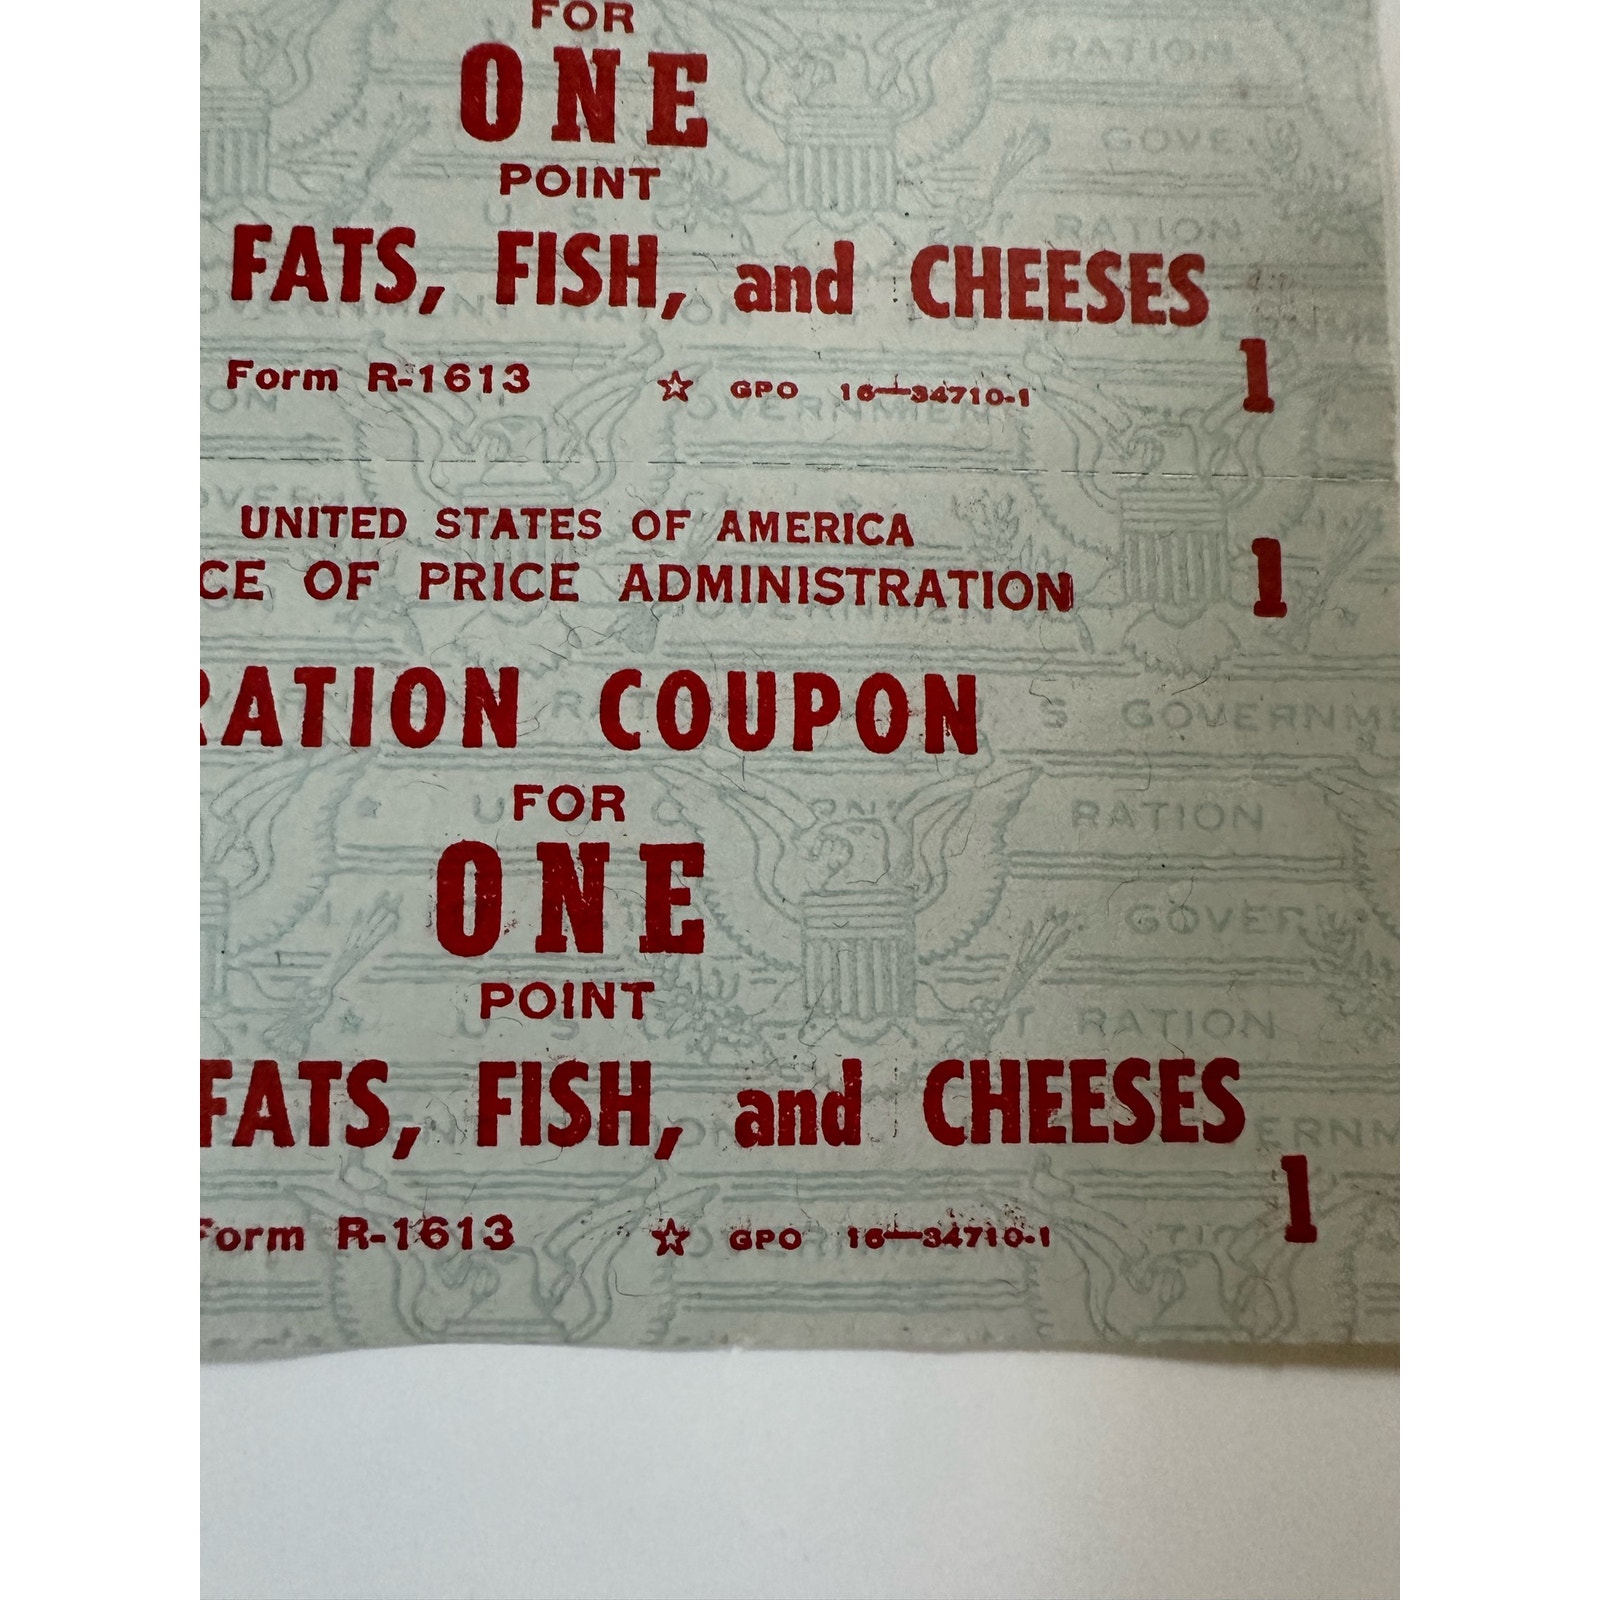 FOR
ONE
POINT
FATS, FISH, and CHEESES
1
Form R-1613 ☆ GPO 16—34710-1
UNITED STATES OF AMERICA
1
CE OF PRICE ADMINISTRATION
RATION COUPON
FOR
ONE
POINT
FATS, FISH, and CHEESES
1
Form R-1613 ☆ GPO 16—34710-1